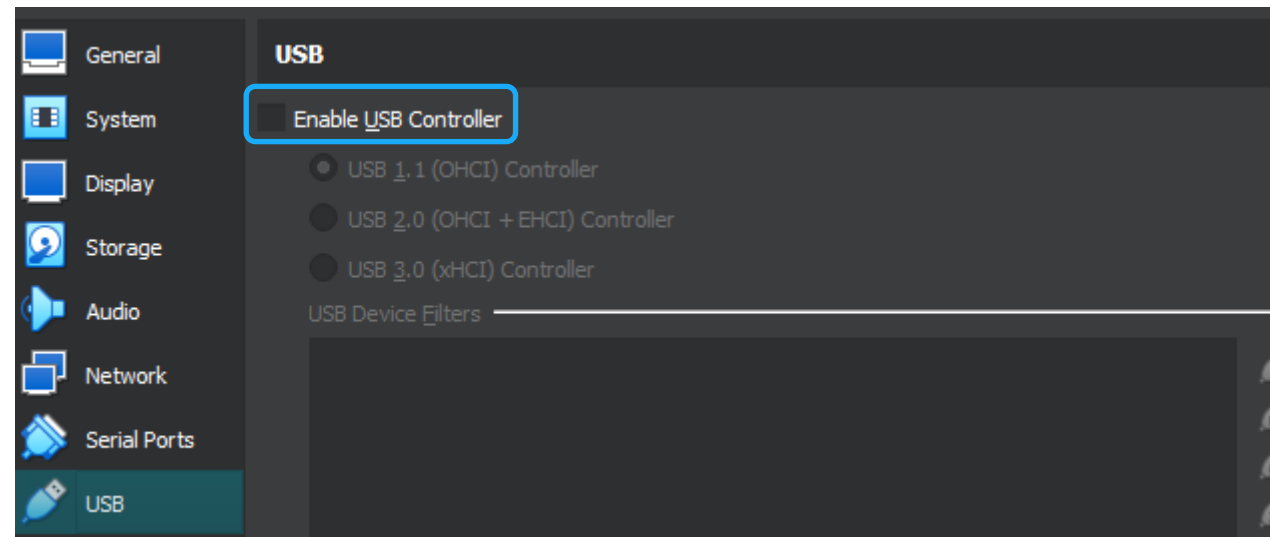 General
System
Display
Storage
Audio
Network
Serial Ports
USB
USB
Enable USB Controller
USB 1.1 (OHCI) Controller
USB 2.0 (OHCI + EHCI) Controller
USB 3.0 (xHCI) Controller
USB Device Filters